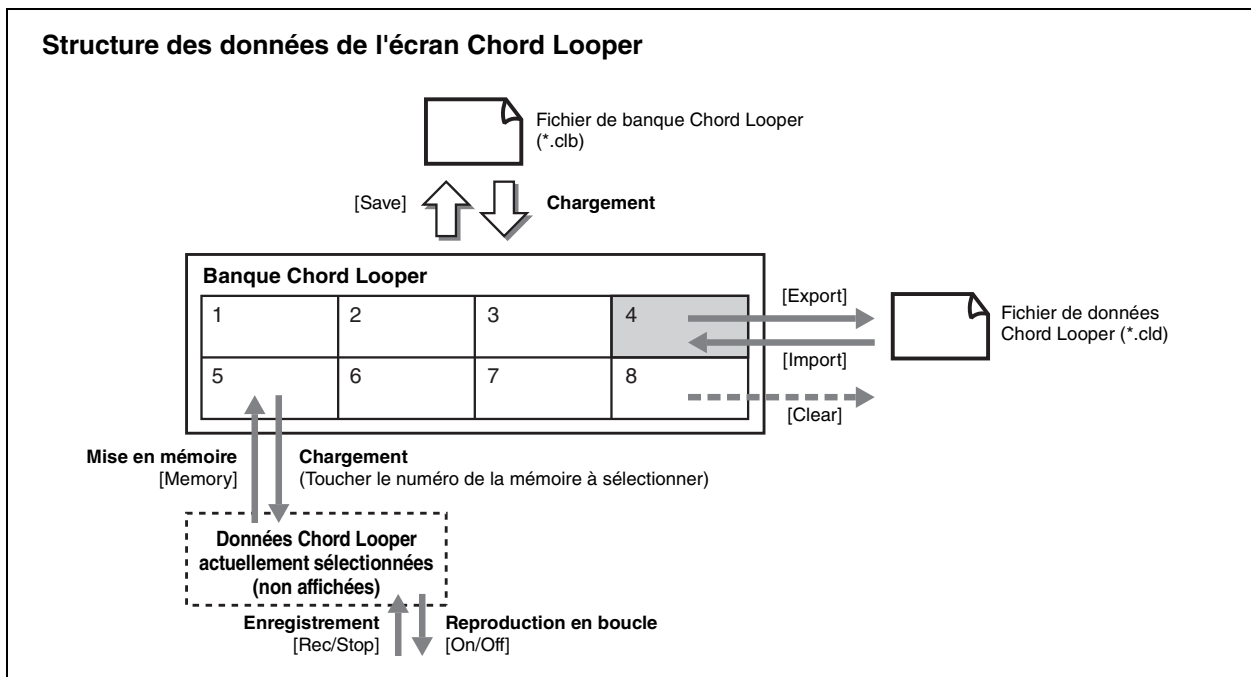 Structure des données de l'écran Chord Looper
Fichier de banque Chord Looper
(*.clb)
[Save]
Chargement
Banque Chord Looper
1
2
3
4
5
6
7
8
[Export]
[Import]
[Clear]
Fichier de données
Chord Looper (*.cld)
Mise en mémoire
[Memory]
Chargement
(Toucher le numéro de la mémoire à sélectionner)
Données Chord Looper
actuellement sélectionnées
(non affichées)
Enregistrement
[Rec/Stop]
Reproduction en boucle
[On/Off]